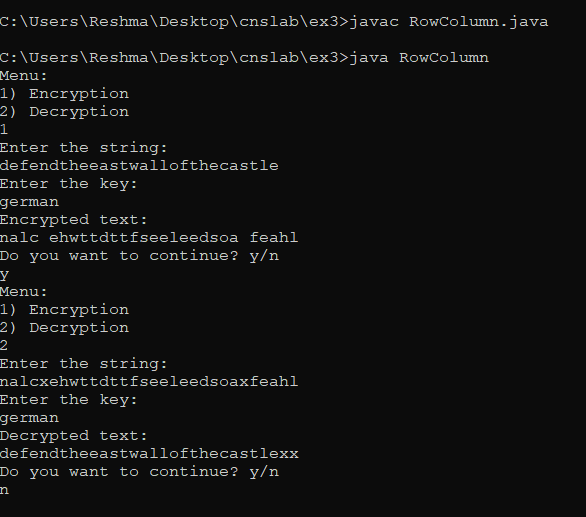 C:\Users\Reshma\Desktop\cnslab\ex3>javac RowColumn.java
C:\Users\Reshma\Desktop\cnslab\ex3>java RowColumn
Menu:
1) Encryption
2) Decryption
1
Enter the string:
defendtheeastwallofthecastle
Enter the key:
german
Encrypted text:
nalc ehwttdttfseeleedsoa feahl
Do you want to continue? y/n
y
Menu:
1) Encryption
2) Decryption
2
Enter the string:
nalcxehwttdttfseeleedsoaxfeahl
Enter the key:
german
Decrypted text:
defendtheeastwallofthecastlexx
Do you want to continue? y/n
n